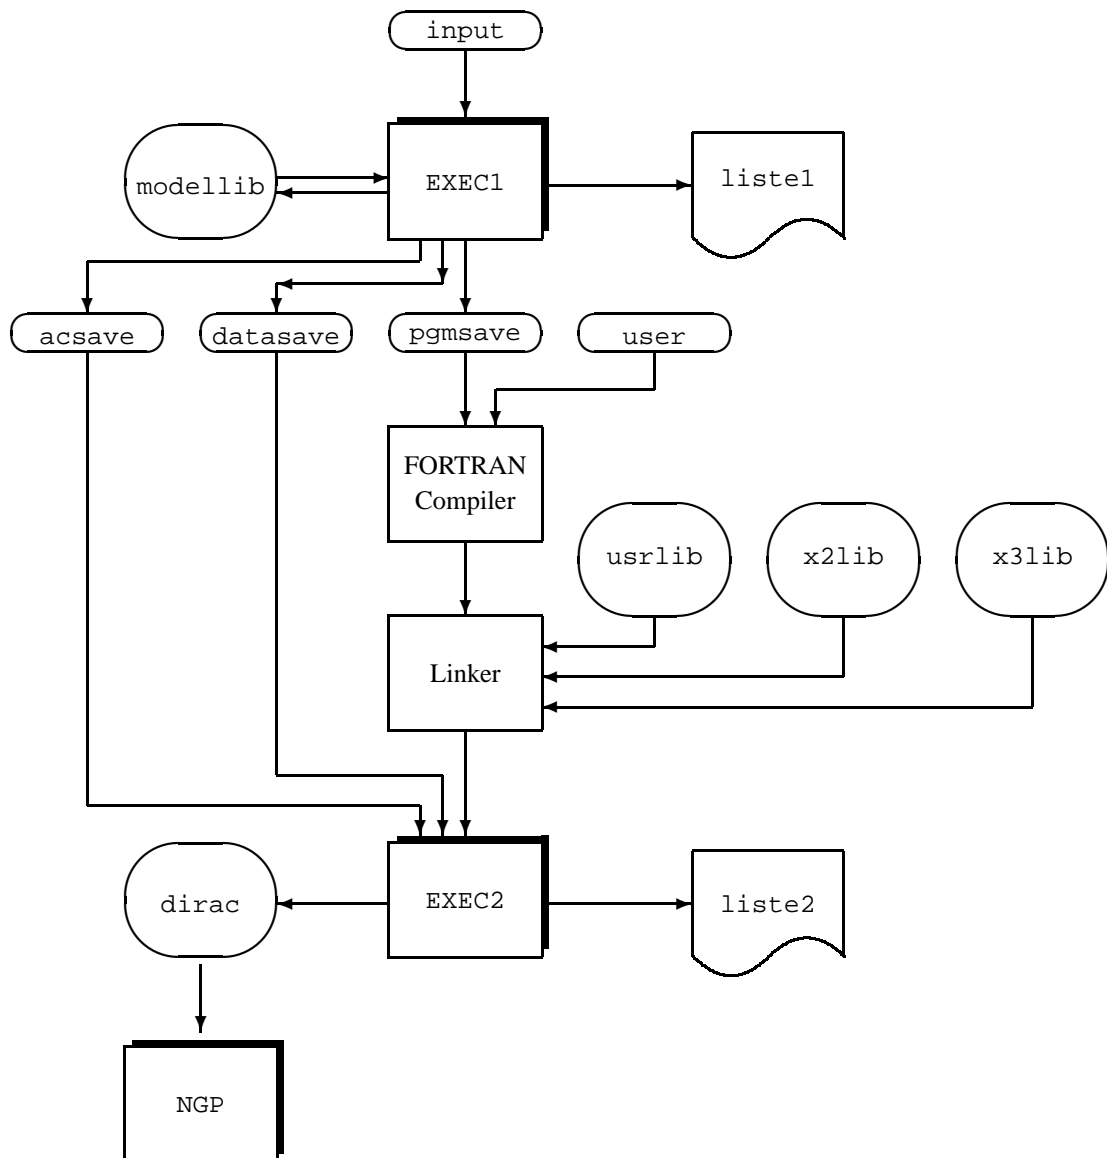 input
modellib
EXEC1
liste1
acsave
datasave
pgmsave
user
FORTRAN
Compiler
usrlib
x2lib
x3lib
Linker
dirac
EXEC2
liste2
NGP